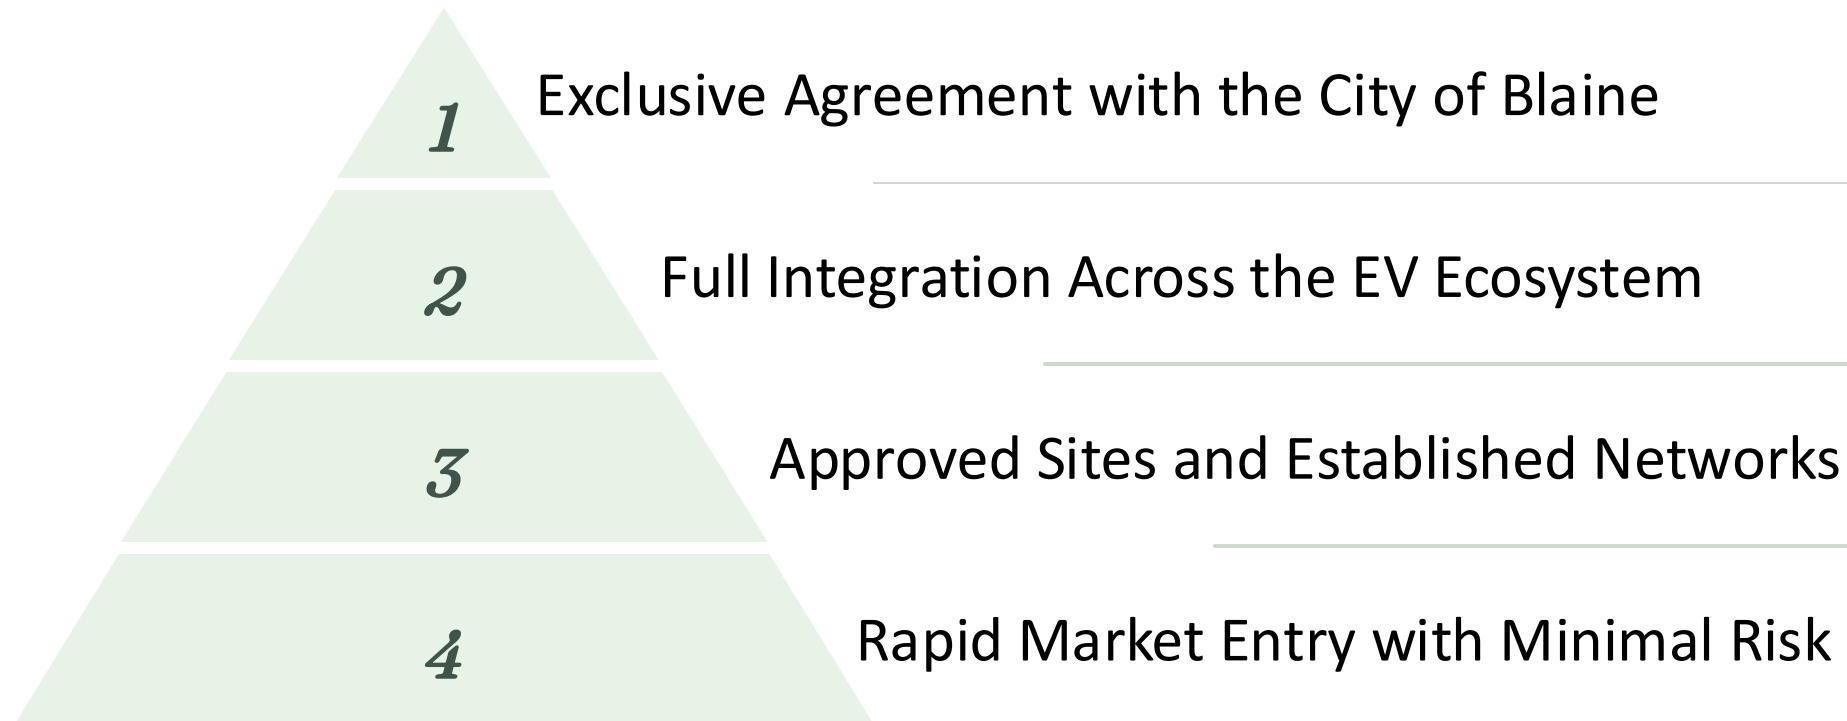 1
Exclusive Agreement with the City of Blaine
2
Full Integration Across the EV Ecosystem
3
Approved Sites and Established Networks
4
Rapid Market Entry with Minimal Risk